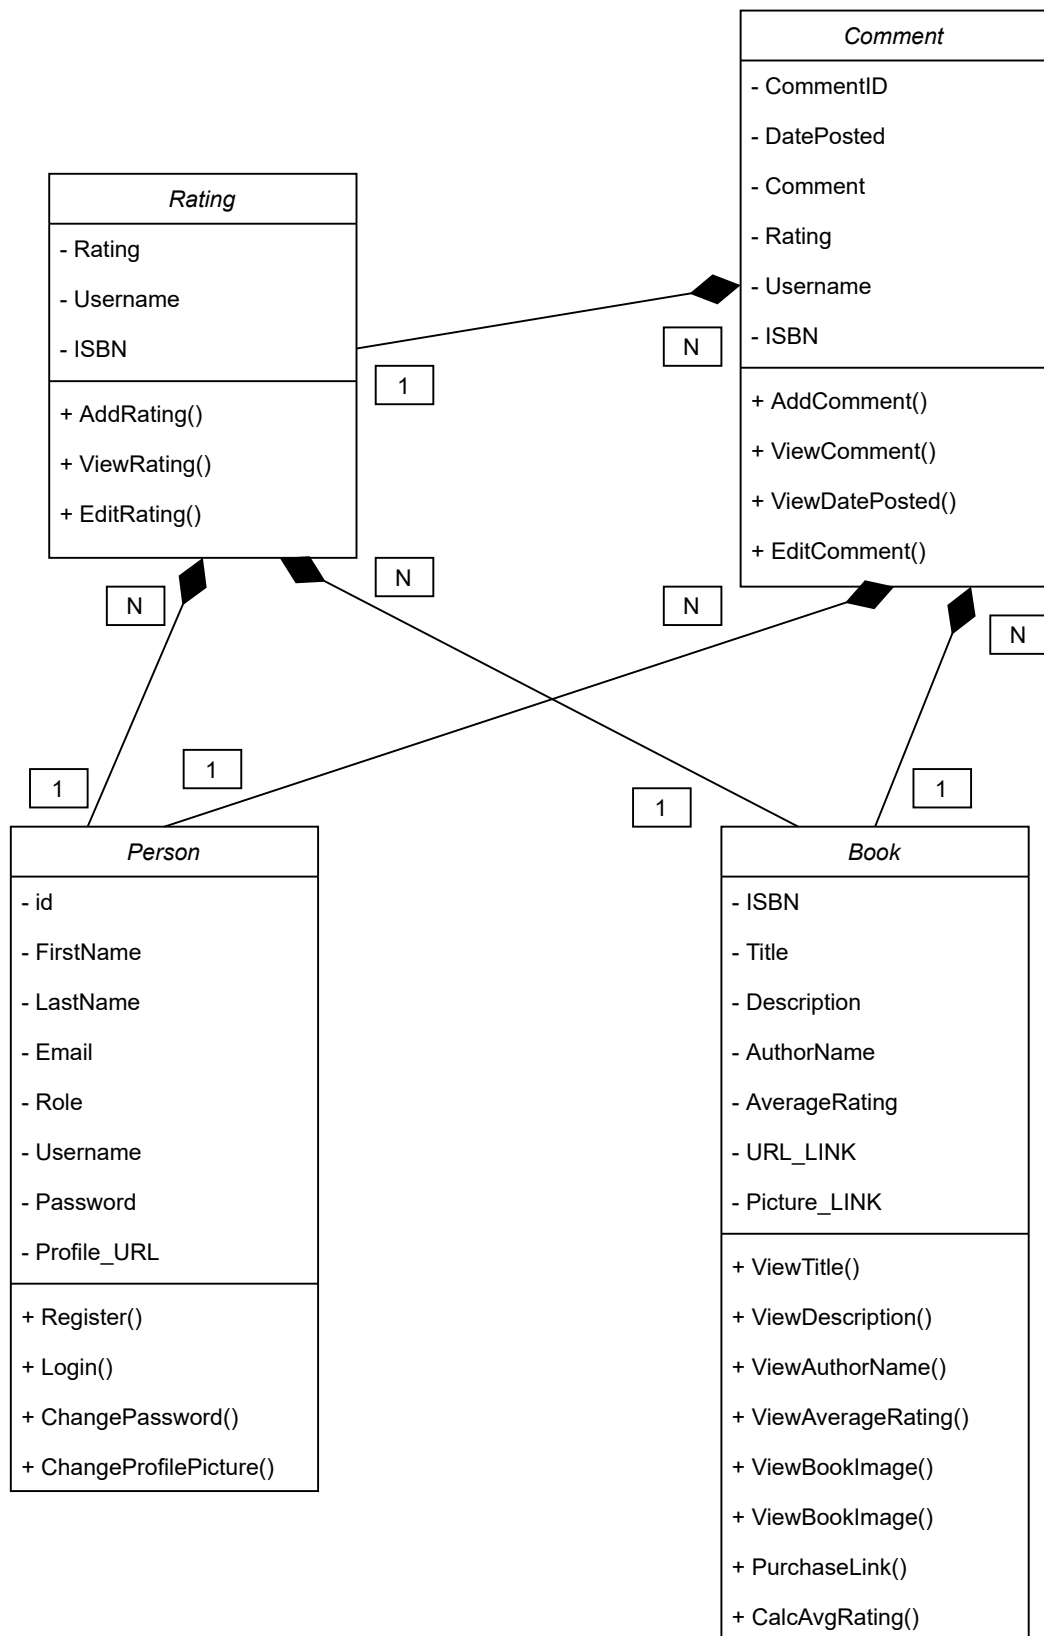 Comment
- CommentID
- DatePosted
- Comment
- Rating
- Username
- ISBN
+ AddComment()
+ ViewComment()
+ ViewDatePosted()
+ EditComment()
Rating
- Rating
- Username
- ISBN
+ AddRating()
+ ViewRating()
+ EditRating()
N
1
N
N
N
N
1
1
1
1
Person
- id
- FirstName
- LastName
- Email
- Role
- Username
- Password
- Profile_URL
+ Register()
+ Login()
+ ChangePassword()
+ ChangeProfilePicture()
Book
- ISBN
- Title
- Description
- AuthorName
- AverageRating
- URL_LINK
- Picture_LINK
+ ViewTitle()
+ ViewDescription()
+ ViewAuthorName()
+ ViewAverageRating()
+ ViewBookImage()
+ ViewBookImage()
+ PurchaseLink()
+ CalcAvgRating()